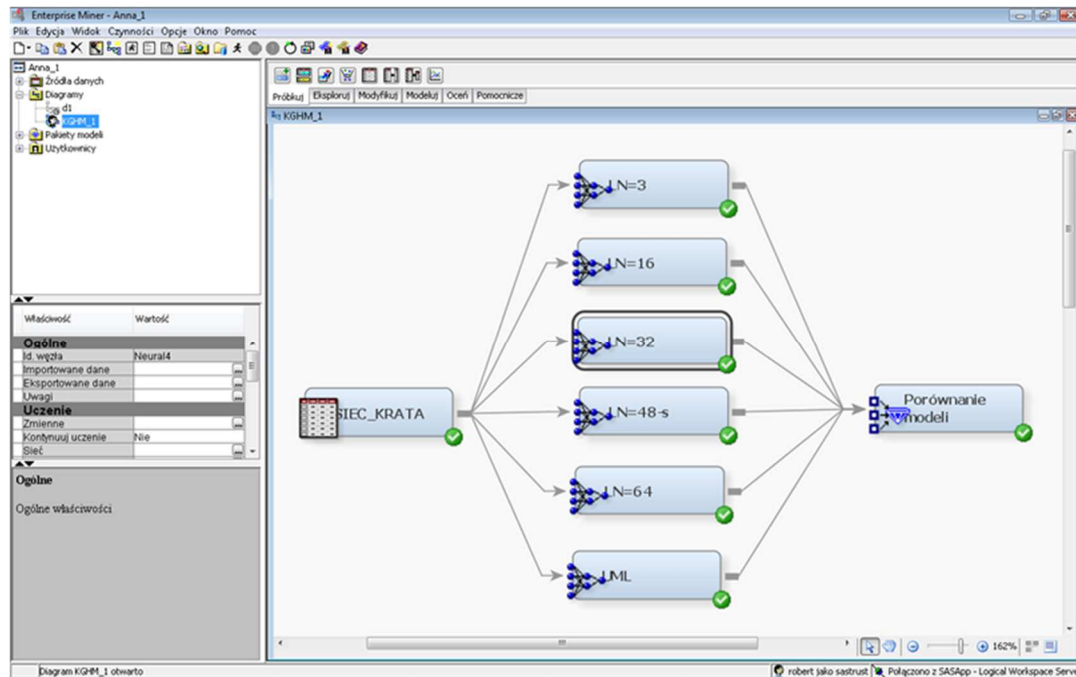 Enterprise Miner - Anna_1
Plik Edycja Widok Czynności Opcje Okno Pomoc
Anna_1
Źródła danych
Diagramy
d1
KGHM_1
Pakiety modeli
Użytkownicy
Próbkuj Eksploruj Modyfikuj Modeluj Oceń Pomocnicze
KGHM_1
LN=3
LN=16
LN=32
SIEC_KRATA
LN=48-s
Porównanie modeli
LN=64
UML
Właściwość Wartość
Ogólne
Id. węzła Neural4
Importowane dane
Eksportowane dane
Uwagi
Uczenie
Zmienne
Kontynuuj uczenie Nie
Sieć
Ogólne
Ogólne właściwości
162%
Diagram KGHM_1 otwarto
robert jako sastrust
Połączono z SASApp - Logical Workspace Serve